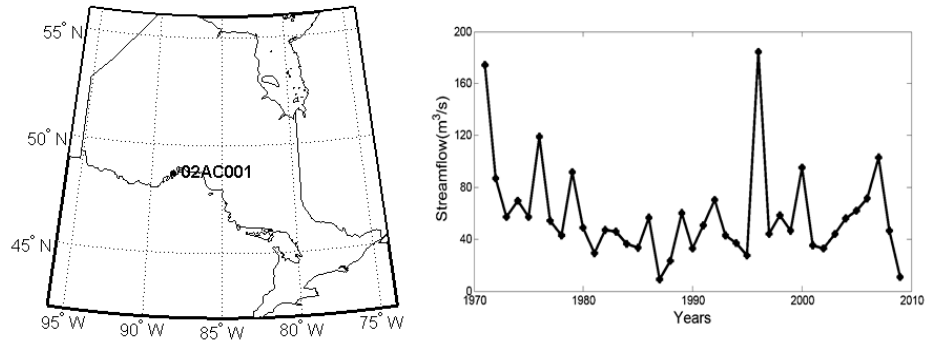 55° N
50° N
45° N
02AC001
95° W
90° W
85° W
80° W
75° W
Streamflow(m³/s)
200
160
120
80
40
0
1970
1980
1990
2000
2010
Years